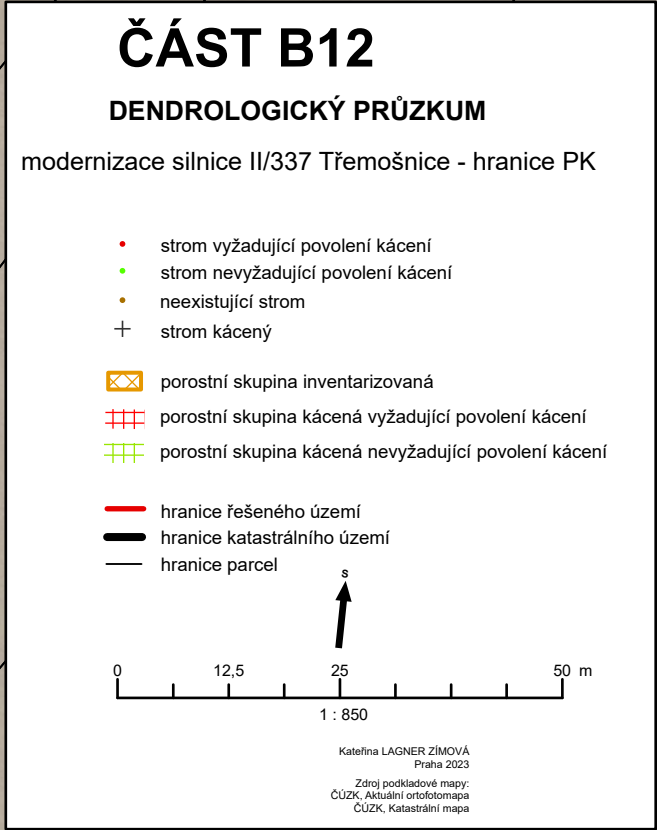 ČÁST B12
DENDROLOGICKÝ PRŮZKUM
modernizace silnice II/337 Třemošnice - hranice PK
strom vyžadující povolení kácení
strom nevyžadující povolení kácení
neexistující strom
strom kácený
porostní skupina inventarizovaná
porostní skupina kácená vyžadující povolení kácení
porostní skupina kácená nevyžadující povolení kácení
hranice řešeného území
hranice katastrálního území
hranice parcel
s
0 12,5 25 50 m
1 : 850
Kateřina LAGNER ZÍMOVÁ
Praha 2023
Zdroj podkladové mapy:
ČÚZK, Aktuální ortofotomapa
ČÚZK, Katastrální mapa